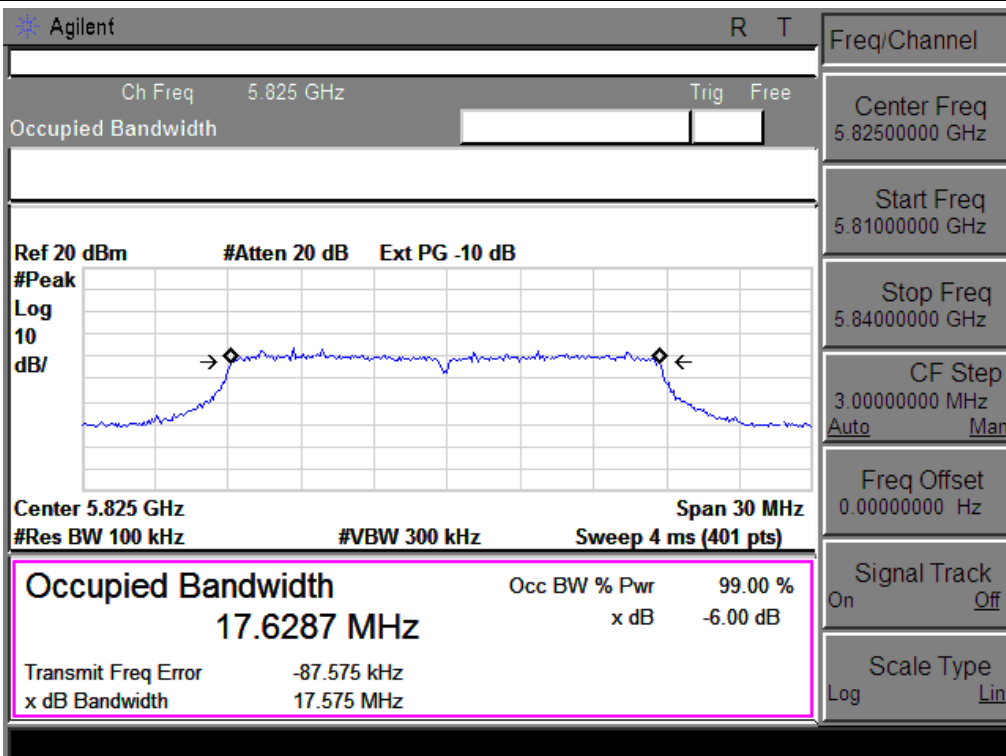 Agilent R T
Ch Freq 5.825 GHz Trig Free
Occupied Bandwidth
Ref 20 dBm #Atten 20 dB Ext PG -10 dB
#Peak
Log
10
dB/
Center 5.825 GHz Span 30 MHz
#Res BW 100 kHz #VBW 300 kHz Sweep 4 ms (401 pts)
Occupied Bandwidth Occ BW % Pwr 99.00 %
17.6287 MHz x dB -6.00 dB
Transmit Freq Error -87.575 kHz
x dB Bandwidth 17.575 MHz
Freq/Channel
Center Freq
5.82500000 GHz
Start Freq
5.81000000 GHz
Stop Freq
5.84000000 GHz
CF Step
3.00000000 MHz
Auto Man
Freq Offset
0.00000000 Hz
Signal Track
On Off
Scale Type
Log Lin